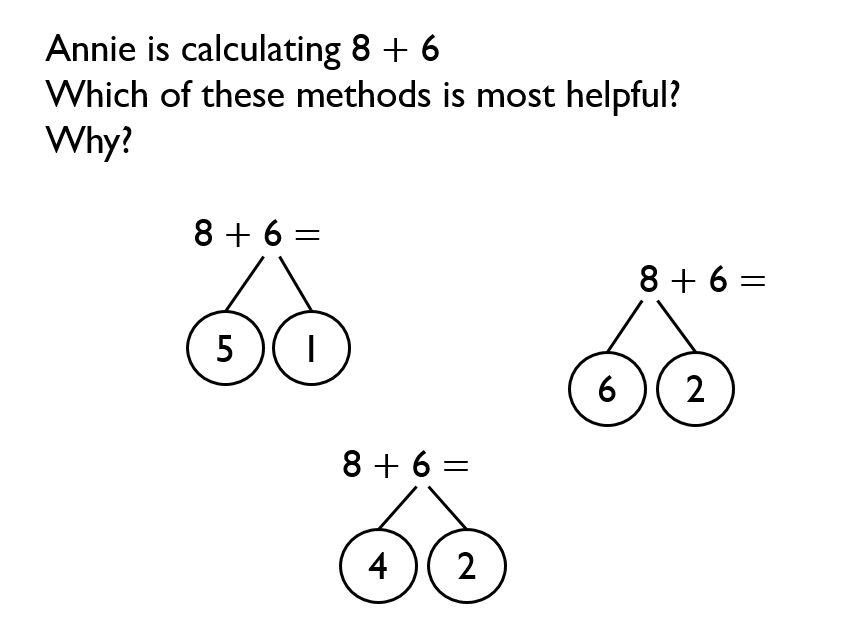 Annie is calculating 8 + 6
Which of these methods is most helpful?
Why?
8 + 6 =
5 1
8 + 6 =
6 2
8 + 6 =
4 2